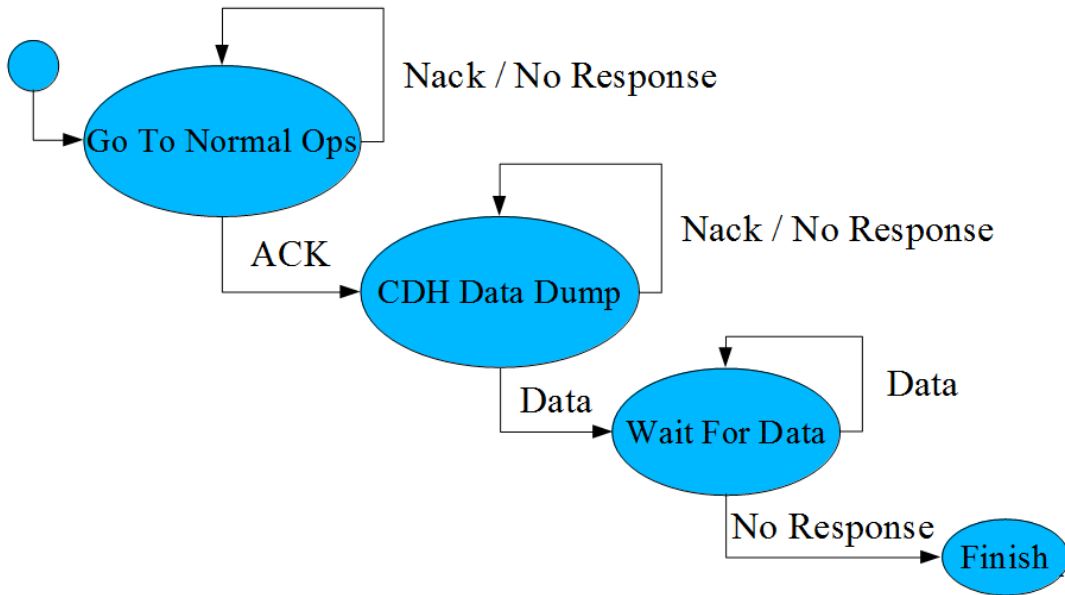 Nack / No Response
Go To Normal Ops
ACK
Nack / No Response
CDH Data Dump
Data
Data
Wait For Data
No Response
Finish